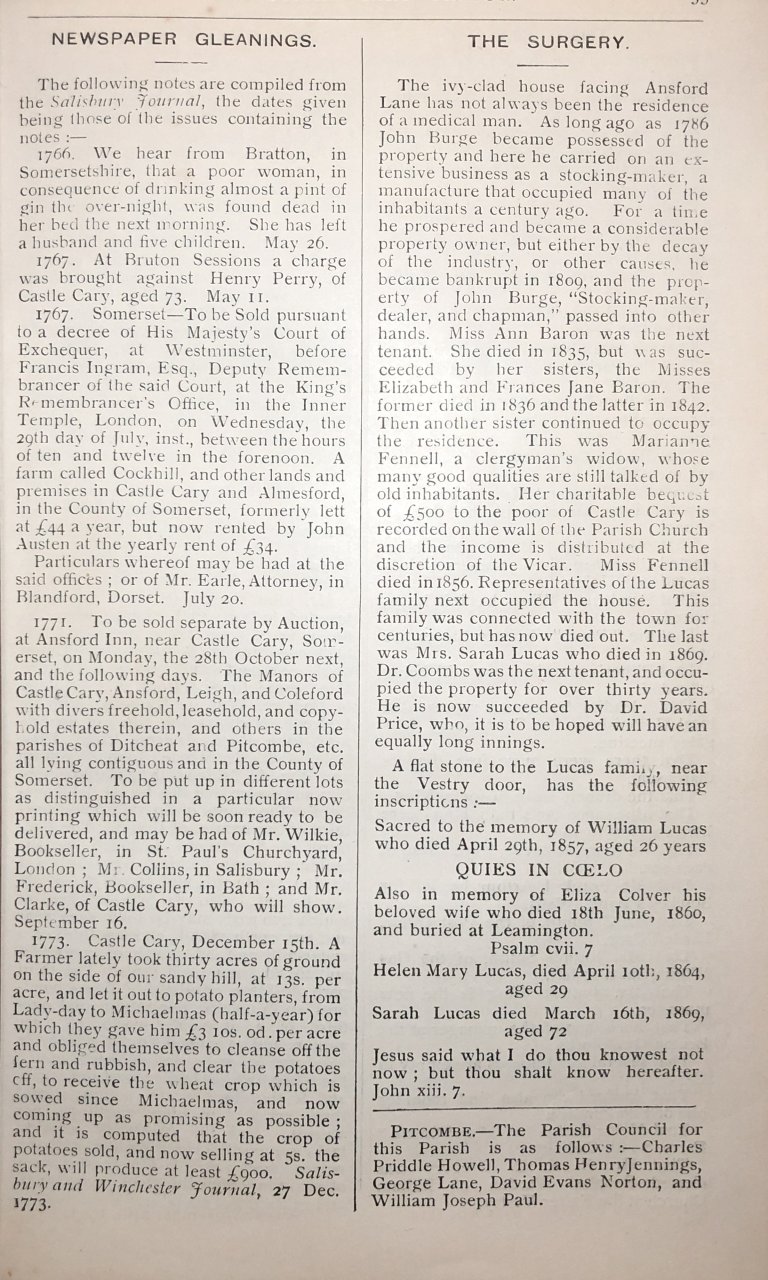 NEWSPAPER GLEANINGS.
The following notes are compiled from
the Salisbury Journal, the dates given
being those of the issues containing the
notes :—
1766. We hear from Bratton, in
Somersetshire, that a poor woman, in
consequence of drinking almost a pint of
gin the over-night, was found dead in
her bed the next morning. She has left
a husband and five children. May 26.
1767. At Bruton Sessions a charge
was brought against Henry Perry, of
Castle Cary, aged 73. May 11.
1767. Somerset—To be Sold pursuant
to a decree of His Majesty's Court of
Exchequer, at Westminster, before
Francis Ingram, Esq., Deputy Remem-
brancer of the said Court, at the King's
Remembrancer's Office, in the Inner
Temple, London, on Wednesday, the
29th day of July, inst., between the hours
of ten and twelve in the forenoon. A
farm called Cockhill, and other lands and
premises in Castle Cary and Almesford,
in the County of Somerset, formerly lett
at £44 a year, but now rented by John
Austen at the yearly rent of £34.
Particulars whereof may be had at the
said offices ; or of Mr. Earle, Attorney, in
Blandford, Dorset. July 20.
1771. To be sold separate by Auction,
at Ansford Inn, near Castle Cary, Som-
erset, on Monday, the 28th October next,
and the following days. The Manors of
Castle Cary, Ansford, Leigh, and Coleford
with divers freehold, leasehold, and copy-
hold estates therein, and others in the
parishes of Ditcheat and Pitcombe, etc.
all lying contiguous and in the County of
Somerset. To be put up in different lots
as distinguished in a particular now
printing which will be soon ready to be
delivered, and may be had of Mr. Wilkie,
Bookseller, in St. Paul's Churchyard,
London ; Mr. Collins, in Salisbury ; Mr.
Frederick, Bookseller, in Bath ; and Mr.
Clarke, of Castle Cary, who will show.
September 16.
1773. Castle Cary, December 15th. A
Farmer lately took thirty acres of ground
on the side of our sandy hill, at 13s. per
acre, and let it out to potato planters, from
Lady-day to Michaelmas (half-a-year) for
which they gave him £3 10s. 0d. per acre
and obliged themselves to cleanse off the
fern and rubbish, and clear the potatoes
off, to receive the wheat crop which is
sowed since Michaelmas, and now
coming up as promising as possible ;
and it is computed that the crop of
potatoes sold, and now selling at 5s. the
sack, will produce at least £900. Salis-
bury and Winchester Journal, 27 Dec.
1773.
THE SURGERY.
The ivy-clad house facing Ansford
Lane has not always been the residence
of a medical man. As long ago as 1786
John Burge became possessed of the
property and here he carried on an ex-
tensive business as a stocking-maker, a
manufacture that occupied many of the
inhabitants a century ago. For a time
he prospered and became a considerable
property owner, but either by the decay
of the industry, or other causes, he
became bankrupt in 1809, and the prop-
erty of John Burge, "Stocking-maker,
dealer, and chapman," passed into other
hands. Miss Ann Baron was the next
tenant. She died in 1835, but was suc-
ceeded by her sisters, the Misses
Elizabeth and Frances Jane Baron. The
former died in 1836 and the latter in 1842.
Then another sister continued to occupy
the residence. This was Marianne
Fennell, a clergyman's widow, whose
many good qualities are still talked of by
old inhabitants. Her charitable bequest
of £500 to the poor of Castle Cary is
recorded on the wall of the Parish Church
and the income is distributed at the
discretion of the Vicar. Miss Fennell
died in 1856. Representatives of the Lucas
family next occupied the house. This
family was connected with the town for
centuries, but has now died out. The last
was Mrs. Sarah Lucas who died in 1869.
Dr. Coombs was the next tenant, and occu-
pied the property for over thirty years.
He is now succeeded by Dr. David
Price, who, it is to be hoped will have an
equally long innings.
A flat stone to the Lucas family, near
the Vestry door, has the following
inscriptions :—
Sacred to the memory of William Lucas
who died April 29th, 1857, aged 26 years
QUIES IN CŒLO
Also in memory of Eliza Colver his
beloved wife who died 18th June, 1860,
and buried at Leamington.
Psalm cvii. 7
Helen Mary Lucas, died April 10th, 1864,
aged 29
Sarah Lucas died March 16th, 1869,
aged 72
Jesus said what I do thou knowest not
now ; but thou shalt know hereafter.
John xiii. 7.
PITCOMBE.—The Parish Council for
this Parish is as follows :—Charles
Priddle Howell, Thomas Henry Jennings,
George Lane, David Evans Norton, and
William Joseph Paul.